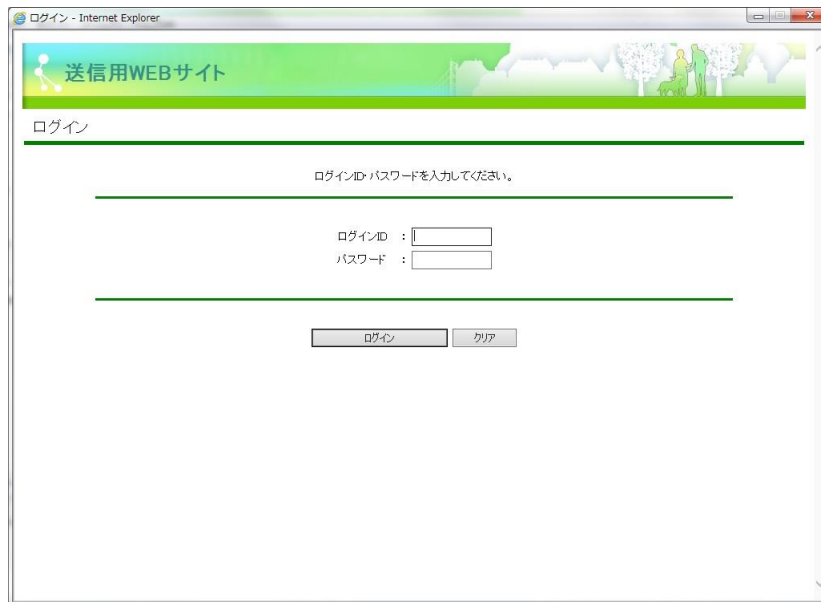 ログイン - Internet Explorer
送信用WEBサイト
ログイン
ログインID・パスワードを入力してください。
ログインID :
パスワード :
ログイン クリア